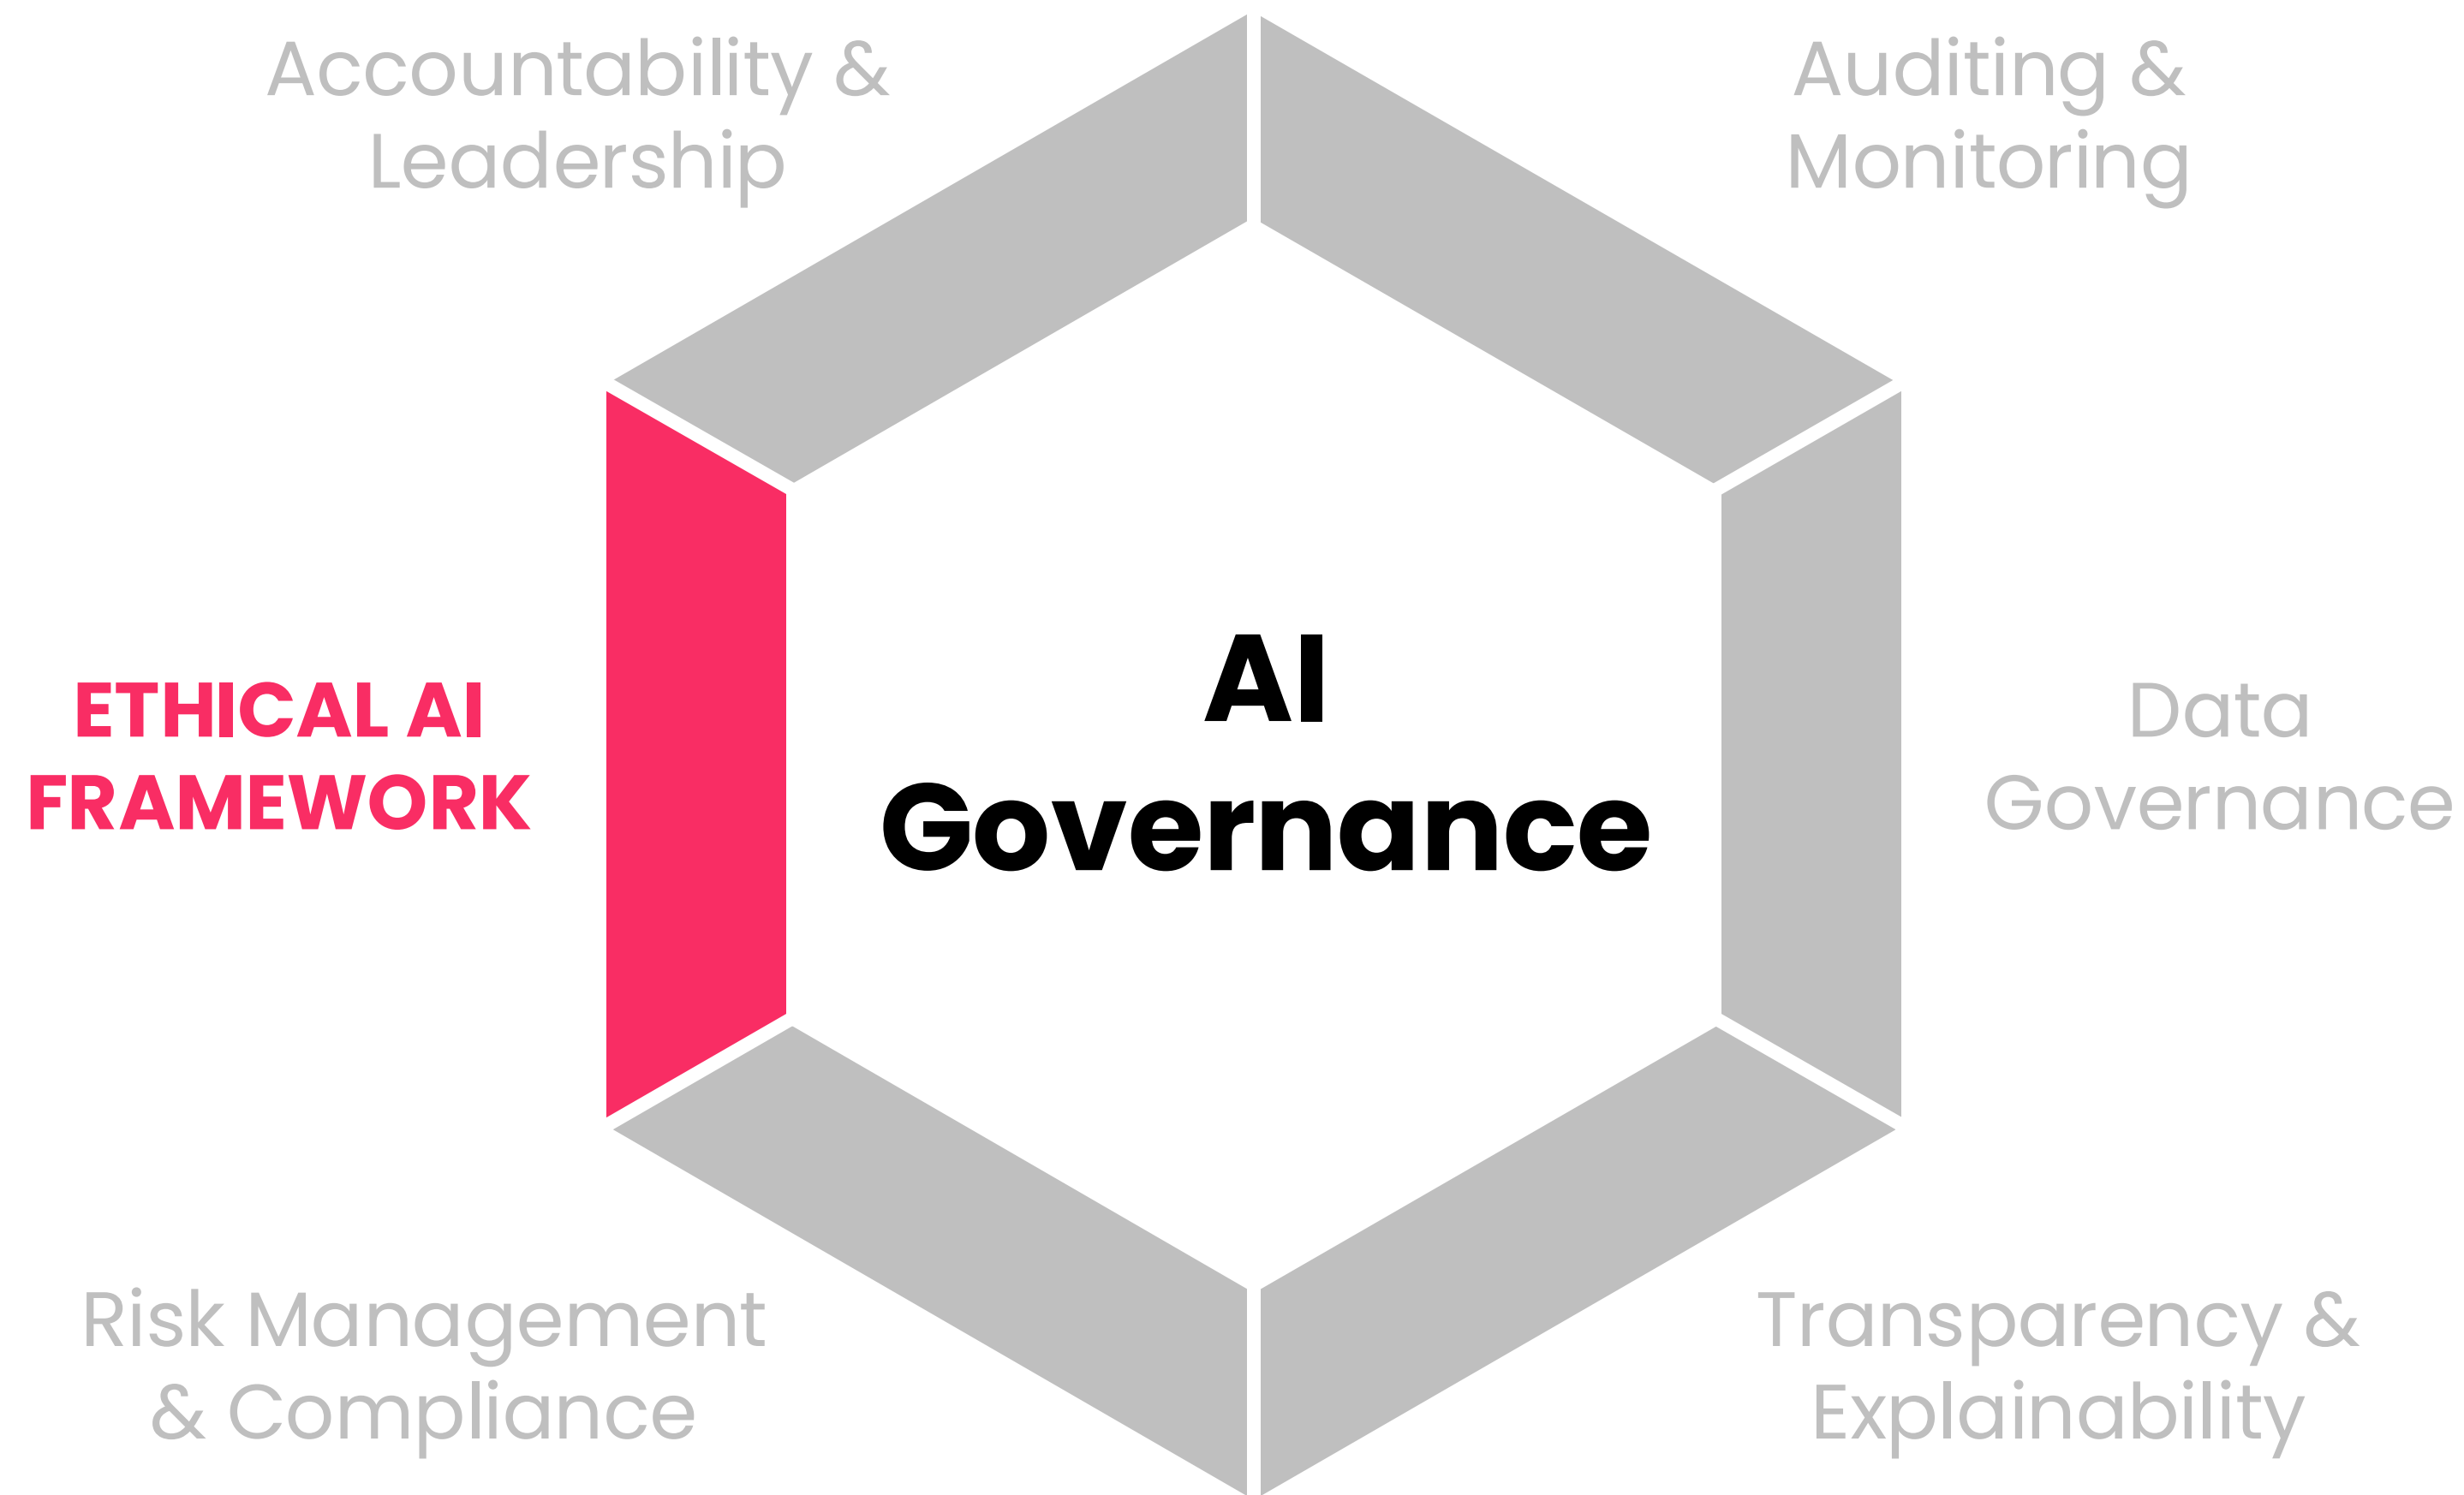 Accountability &
Leadership
Auditing &
Monitoring
ETHICAL AI
FRAMEWORK
AI
Governance
Data
Governance
Risk Management
& Compliance
Transparency &
Explainability